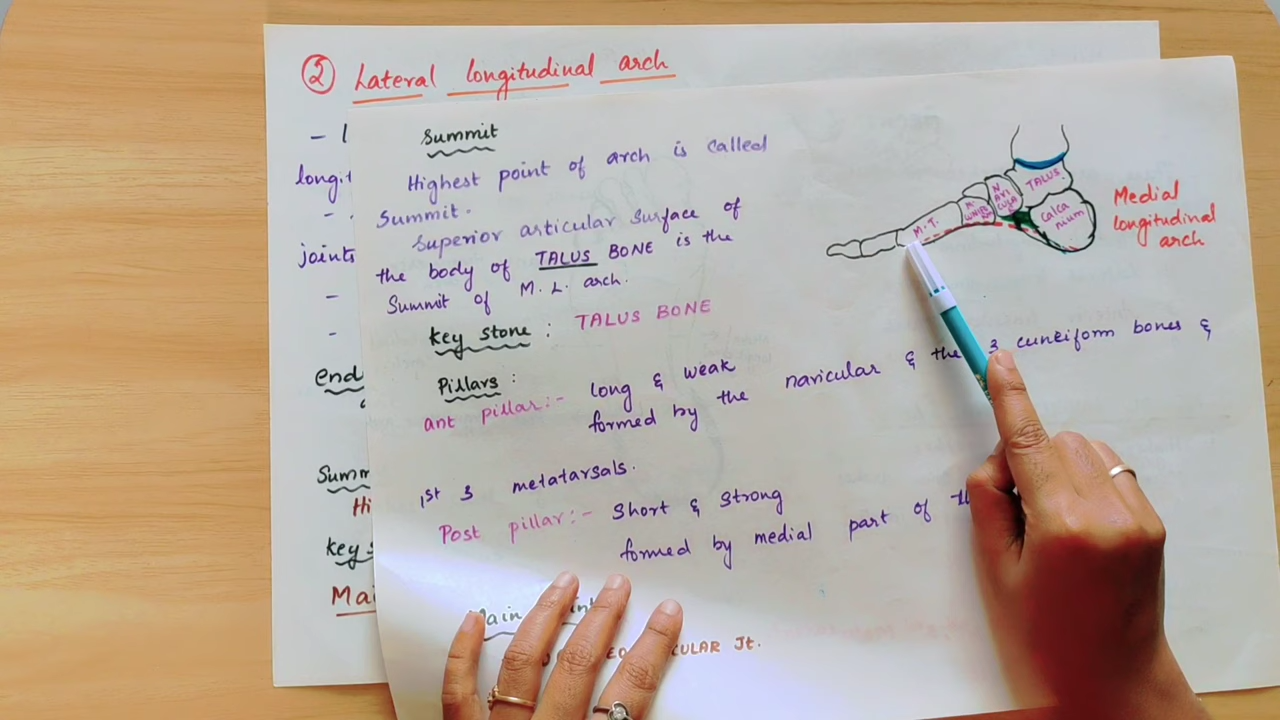 ② Lateral longitudinal arch
longit
joints
end
Summ
Hi
key s
Mai
Summit
Highest point of arch is called
Summit.
Superior articular surface of
the body of TALUS BONE is the
Summit of M. L. arch.
key stone : TALUS BONE
Pillars :
ant pillar:- long & weak
formed by the navicular & the 3 cuneiform bones &
1st 3 metatarsals.
Post pillar:- Short & strong
formed by medial part of
Main
CULAR Jt.
TALUS.
Calca
nium
M.T.
Medial
longitudinal
arch